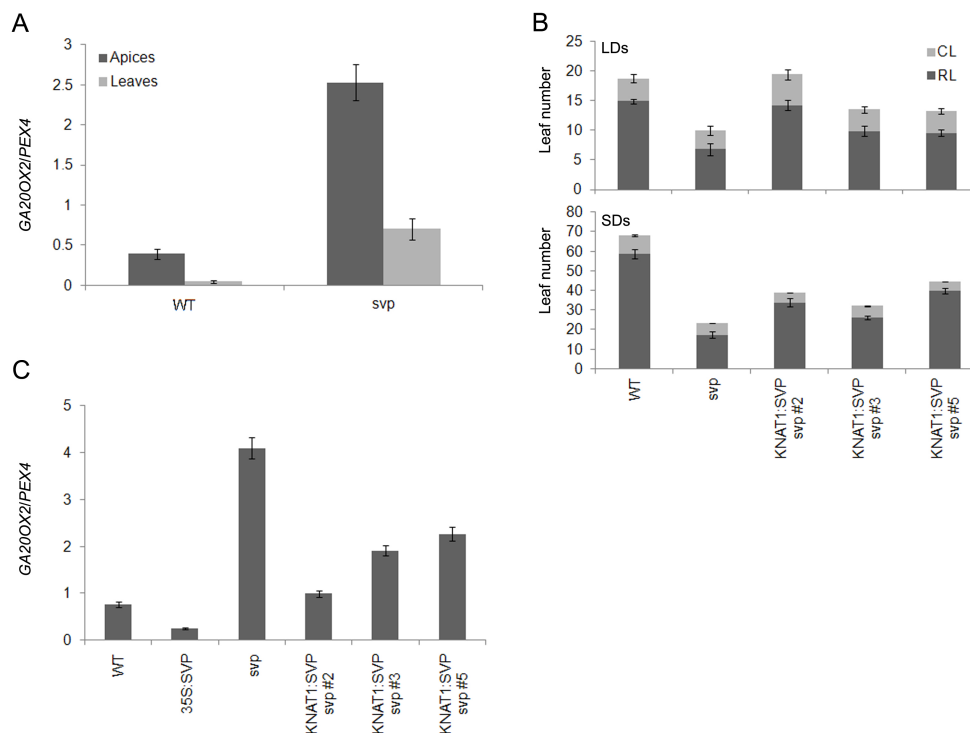 A
GA20OX2/PEX4
3
2.5
2
1.5
1
0.5
0
Apices
Leaves
WT
svp
B
Leaf number
25
20
15
10
5
0
LDs
CL
RL
Leaf number
80
70
60
50
40
30
20
10
0
SDs
WT
svp
KNAT1:SVP
svp #2
KNAT1:SVP
svp #3
KNAT1:SVP
svp #5
C
GA20OX2/PEX4
5
4
3
2
1
0
WT
35S:SVP
svp
KNAT1:SVP
svp #2
KNAT1:SVP
svp #3
KNAT1:SVP
svp #5